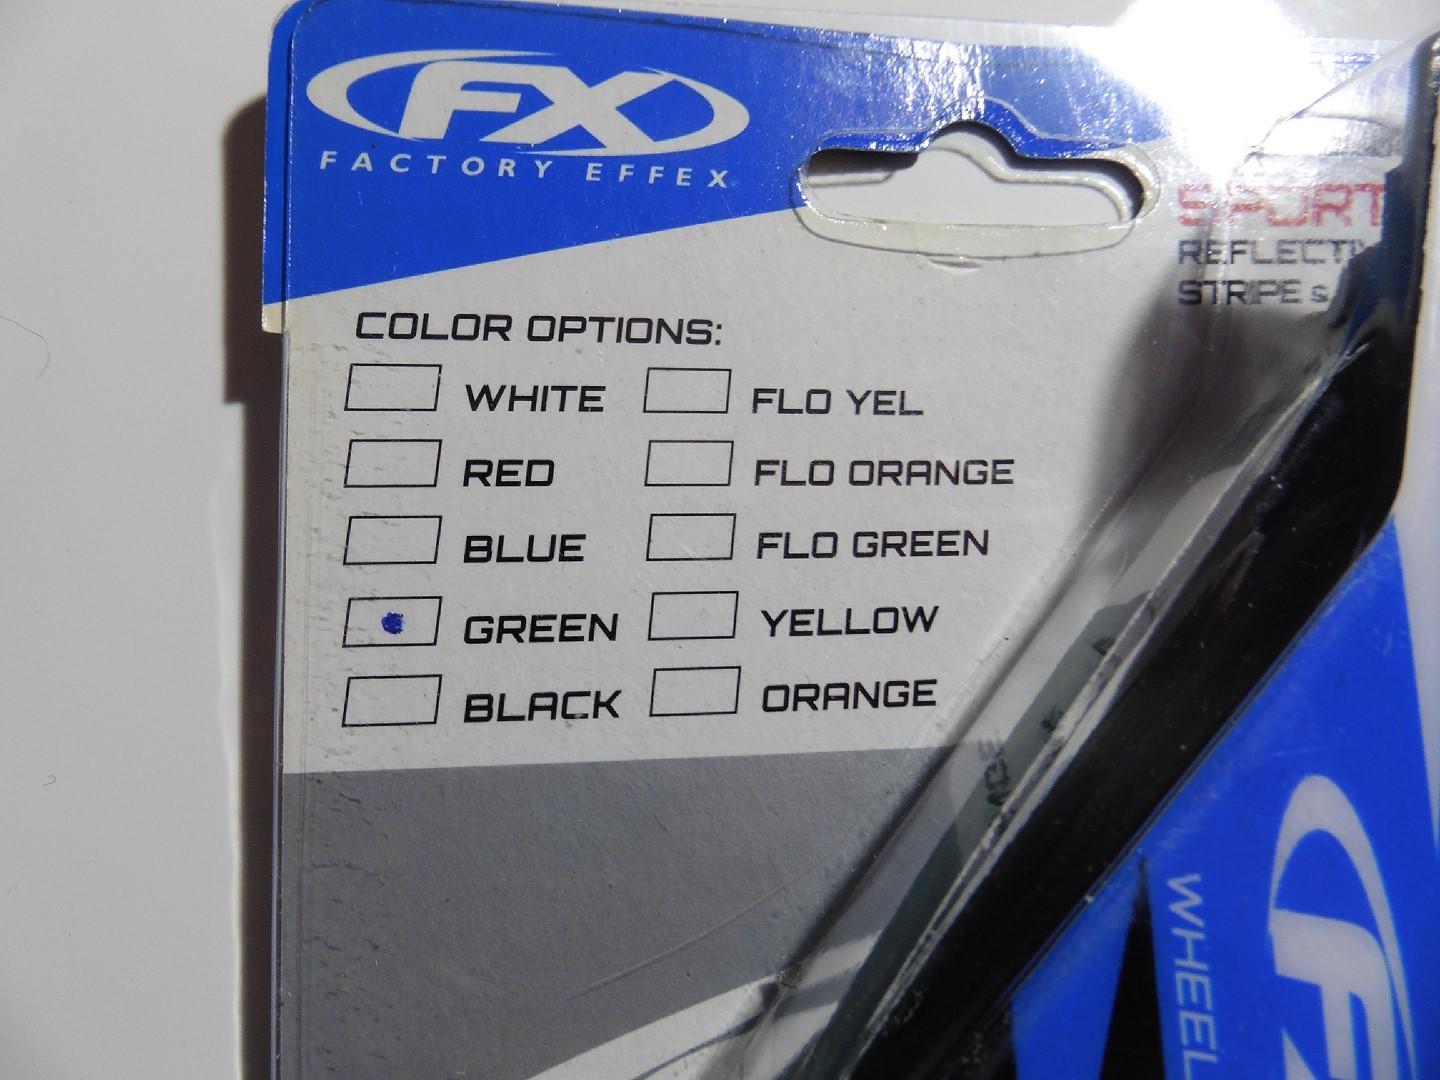 FX
FACTORY EFFEX
SPORT
REFLECTI
STRIPE &
COLOR OPTIONS:
WHITE FLO YEL
RED FLO ORANGE
BLUE FLO GREEN
GREEN YELLOW
BLACK ORANGE
WHEEL
FX